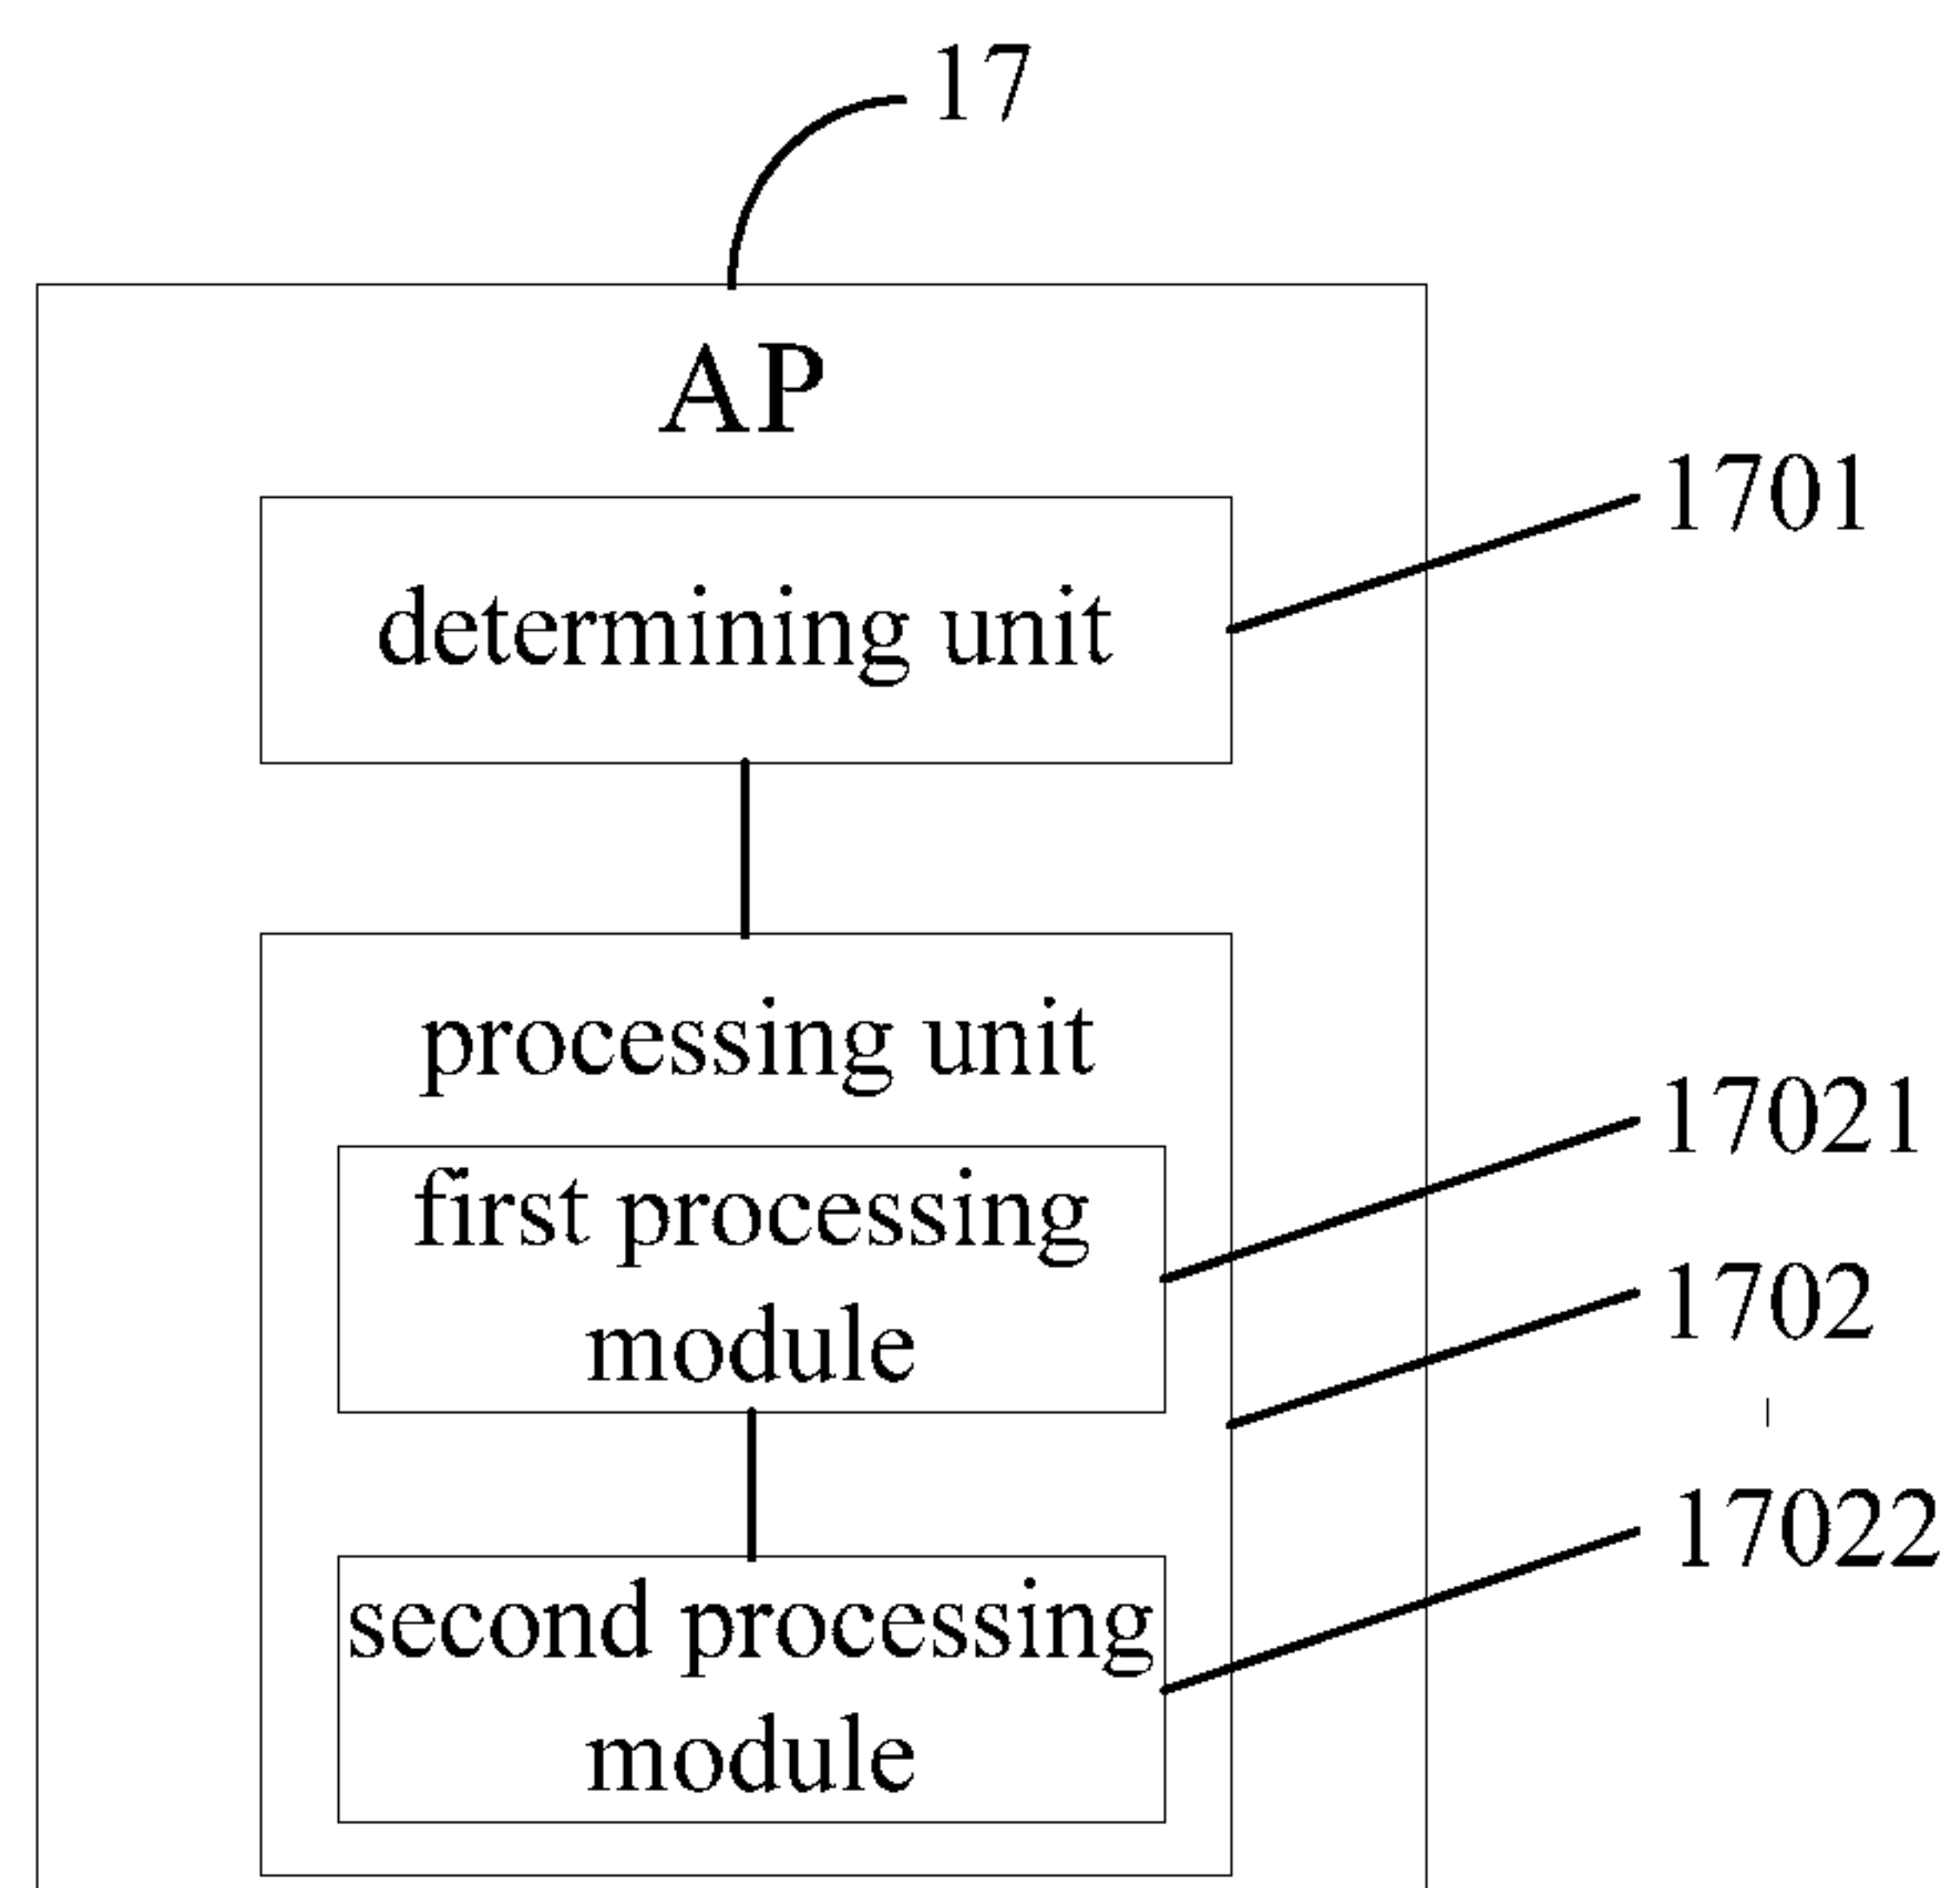 17
AP
1701
determining unit
processing unit
17021
first processing
module
1702
17022
second processing
module